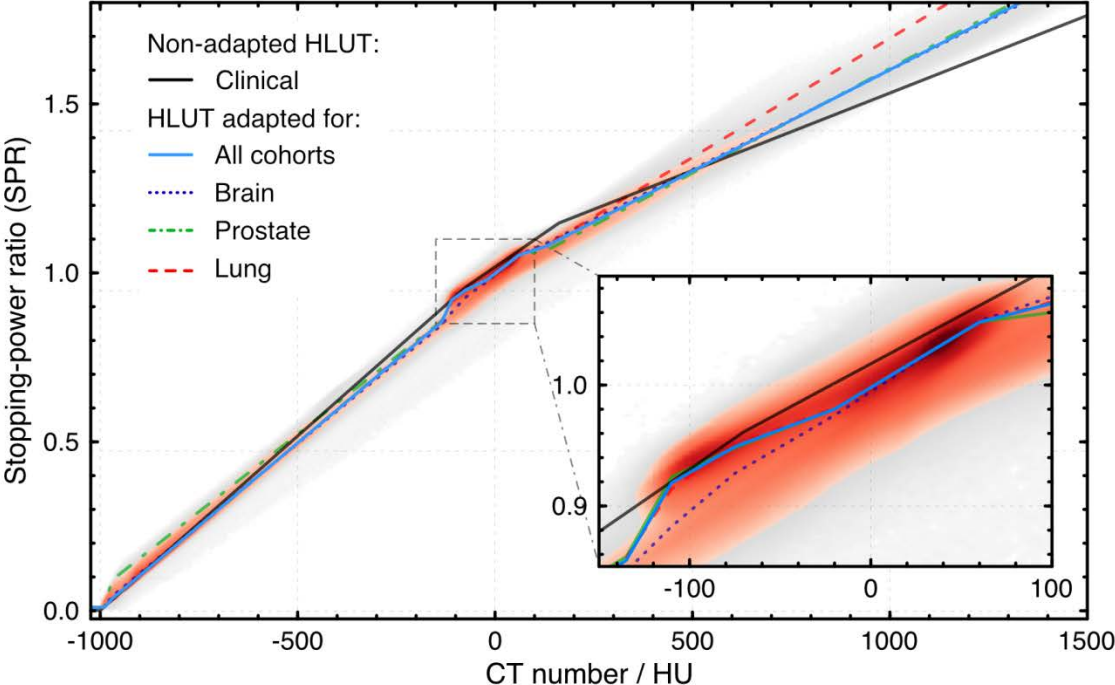 Non-adapted HLUT:
Clinical
HLUT adapted for:
All cohorts
Brain
Prostate
Lung
Stopping-power ratio (SPR)
1.5
1.0
0.5
0.0
1.0
0.9
-100 0 100
-1000 -500 0 500 1000 1500
CT number / HU